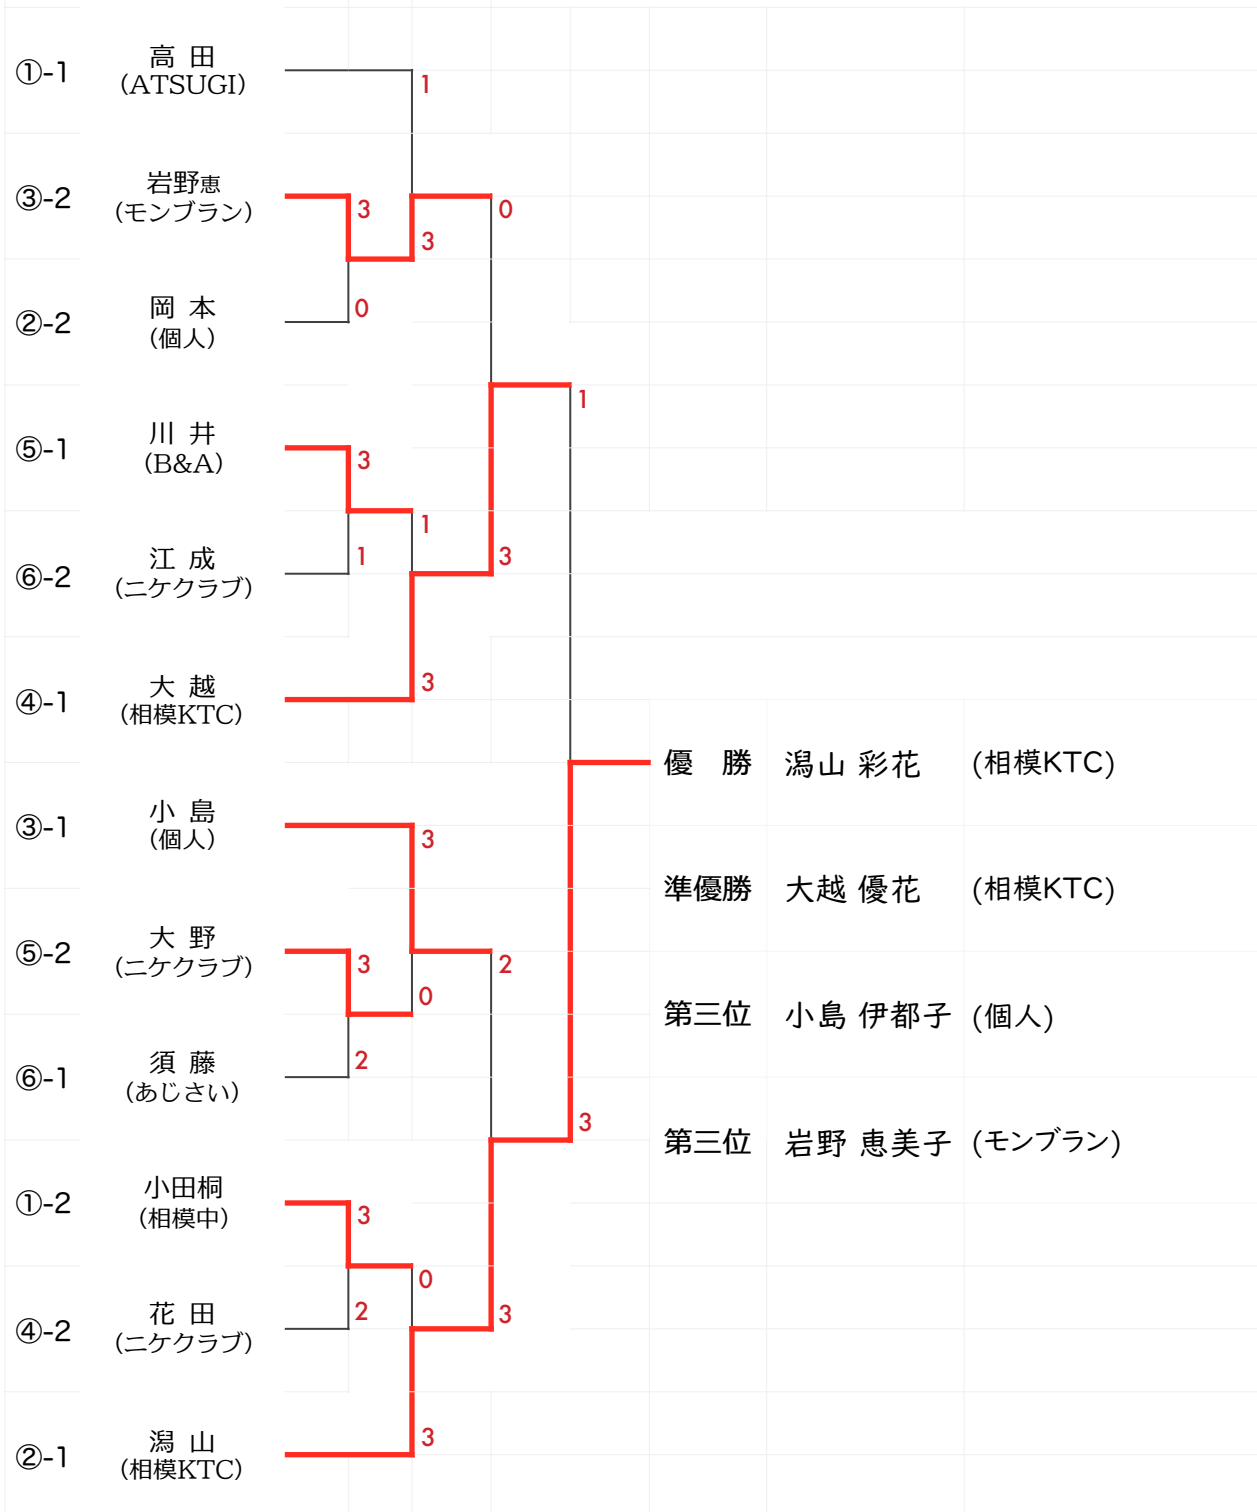 ①-1
高 田
(ATSUGI)
1
③-2
岩野恵
(モンブラン)
3
0
3
②-2
岡 本
(個人)
0
1
⑤-1
川 井
(B&A)
3
1
⑥-2
江 成
(ニケクラブ)
1
3
④-1
大 越
(相模KTC)
3
優 勝 潟山 彩花 (相模KTC)
③-1
小 島
(個人)
3
準優勝 大越 優花 (相模KTC)
⑤-2
大 野
(ニケクラブ)
3
2
0
第三位 小島 伊都子 (個人)
⑥-1
須 藤
(あじさい)
2
3
第三位 岩野 恵美子 (モンブラン)
①-2
小田桐
(相模中)
3
0
④-2
花 田
(ニケクラブ)
2
3
②-1
潟 山
(相模KTC)
3